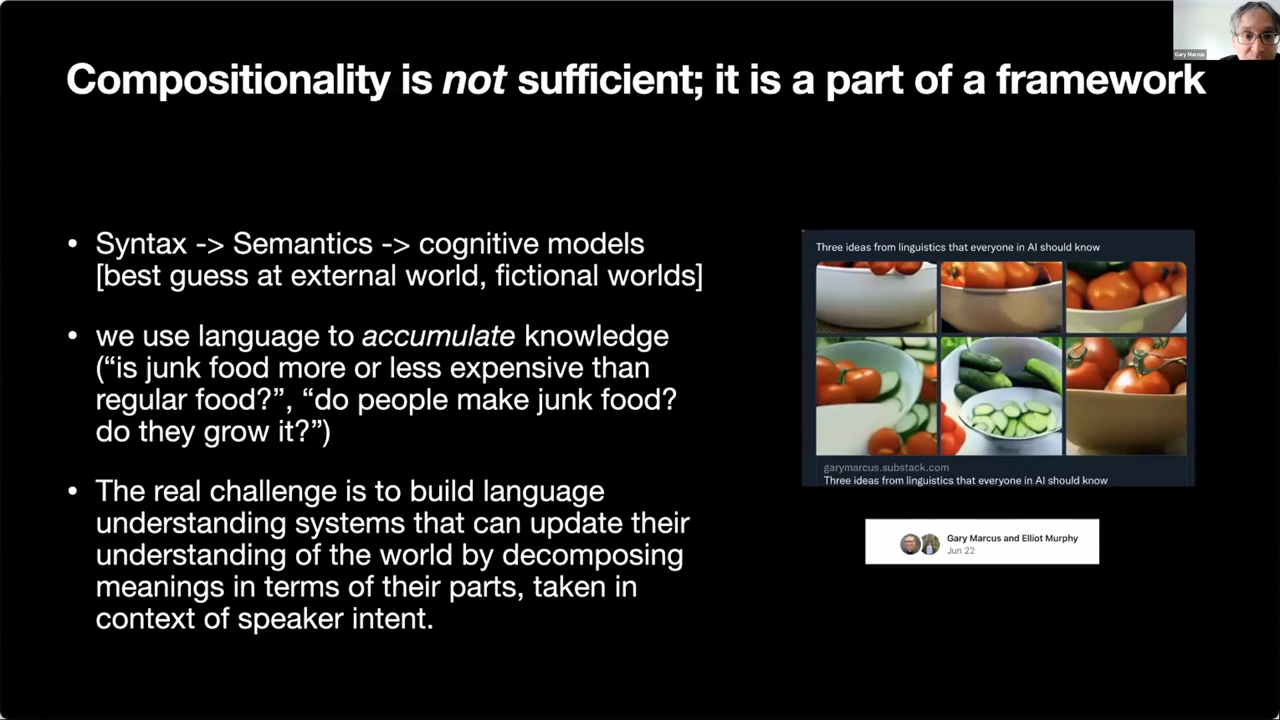 Gary Marcus
Compositionality is not sufficient; it is a part of a framework
• Syntax -> Semantics -> cognitive models
[best guess at external world, fictional worlds]
• we use language to accumulate knowledge
(“is junk food more or less expensive than
regular food?”, “do people make junk food?
do they grow it?”)
• The real challenge is to build language
understanding systems that can update their
understanding of the world by decomposing
meanings in terms of their parts, taken in
context of speaker intent.
Three ideas from linguistics that everyone in AI should know
garymarcus.substack.com
Three ideas from linguistics that everyone in AI should know
Gary Marcus and Elliot Murphy
Jun 22